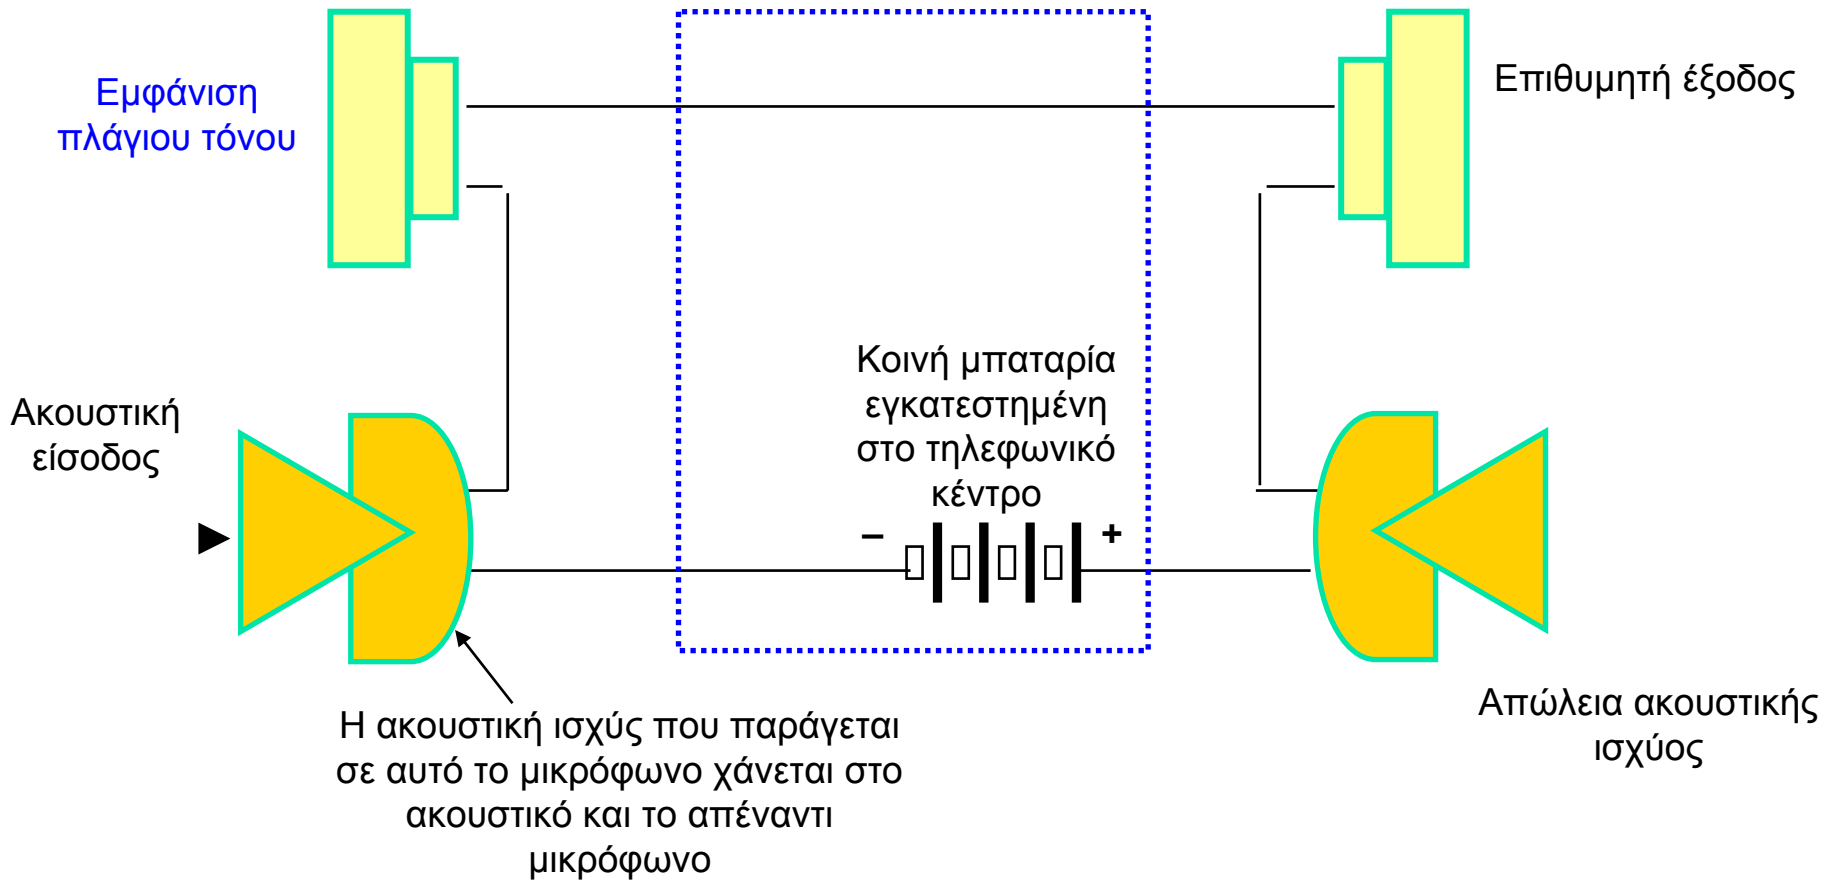 Εμφάνιση
πλάγιου τόνου
Επιθυμητή έξοδος
Κοινή μπαταρία
εγκατεστημένη
στο τηλεφωνικό
κέντρο
Ακουστική
είσοδος
– +
Η ακουστική ισχύς που παράγεται
σε αυτό το μικρόφωνο χάνεται στο
ακουστικό και το απέναντι
μικρόφωνο
Απώλεια ακουστικής
ισχύος